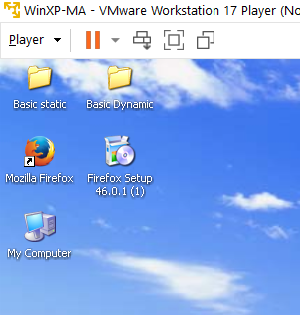 WinXP-MA - VMware Workstation 17 Player (No
Player
Basic static
Basic Dynamic
Mozilla Firefox
Firefox Setup
46.0.1 (1)
My Computer